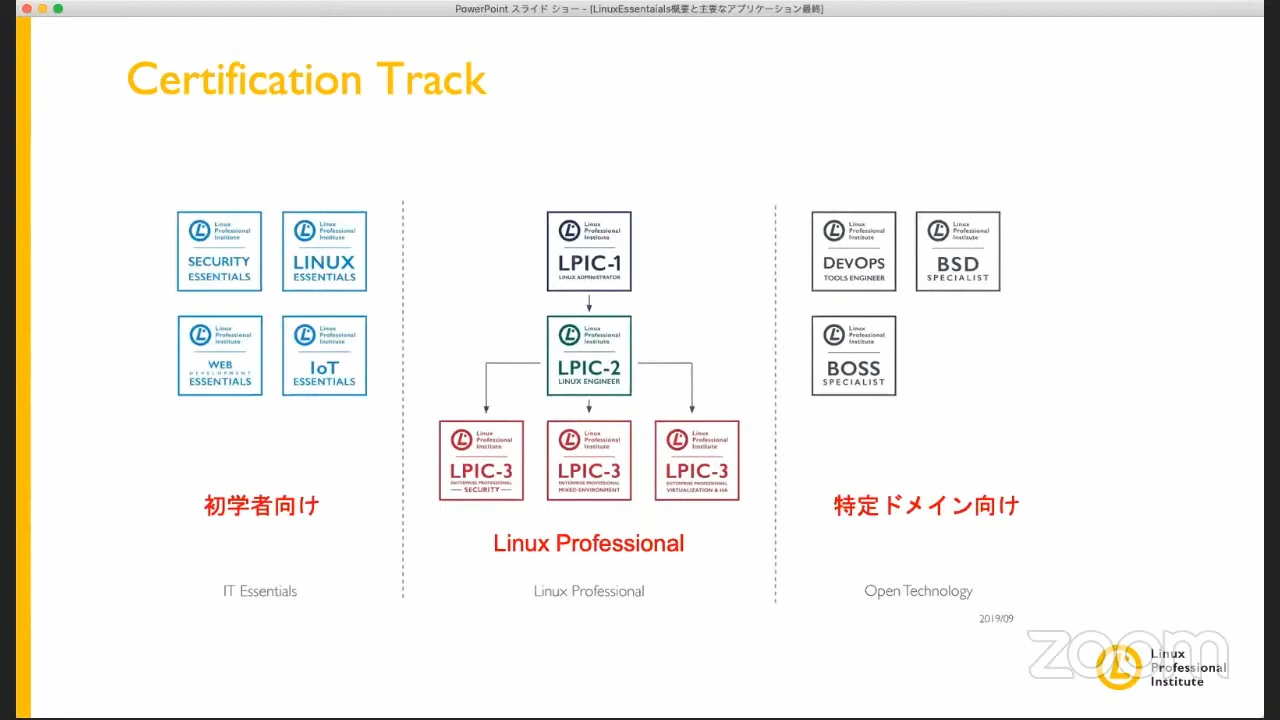 PowerPoint スライド ショー - [LinuxEssentaials概要と主要なアプリケーション最終]
Certification Track
Linux
Professional
Institute
SECURITY
ESSENTIALS
Linux
Professional
Institute
LINUX
ESSENTIALS
Linux
Professional
Institute
WEB
DEVELOPMENT
ESSENTIALS
Linux
Professional
Institute
IoT
ESSENTIALS
初学者向け
IT Essentials
Linux
Professional
Institute
LPIC-1
LINUX ADMINISTRATOR
Linux
Professional
Institute
LPIC-2
LINUX ENGINEER
Linux
Professional
Institute
LPIC-3
ENTERPRISE PROFESSIONAL
SECURITY
Linux
Professional
Institute
LPIC-3
ENTERPRISE PROFESSIONAL
MIXED ENVIRONMENT
Linux
Professional
Institute
LPIC-3
ENTERPRISE PROFESSIONAL
VIRTUALIZATION & HA
Linux Professional
Linux Professional
Linux
Professional
Institute
DEVOPS
TOOLS ENGINEER
Linux
Professional
Institute
BSD
SPECIALIST
Linux
Professional
Institute
BOSS
SPECIALIST
特定ドメイン向け
Open Technology
2019/09
zoom
Linux
Professional
Institute